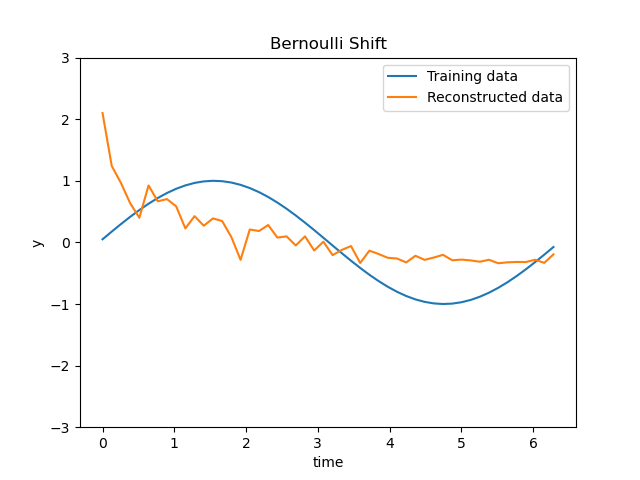 Bernoulli Shift
Training data
Reconstructed data
3
2
1
0
−1
−2
−3
y
0 1 2 3 4 5 6
time